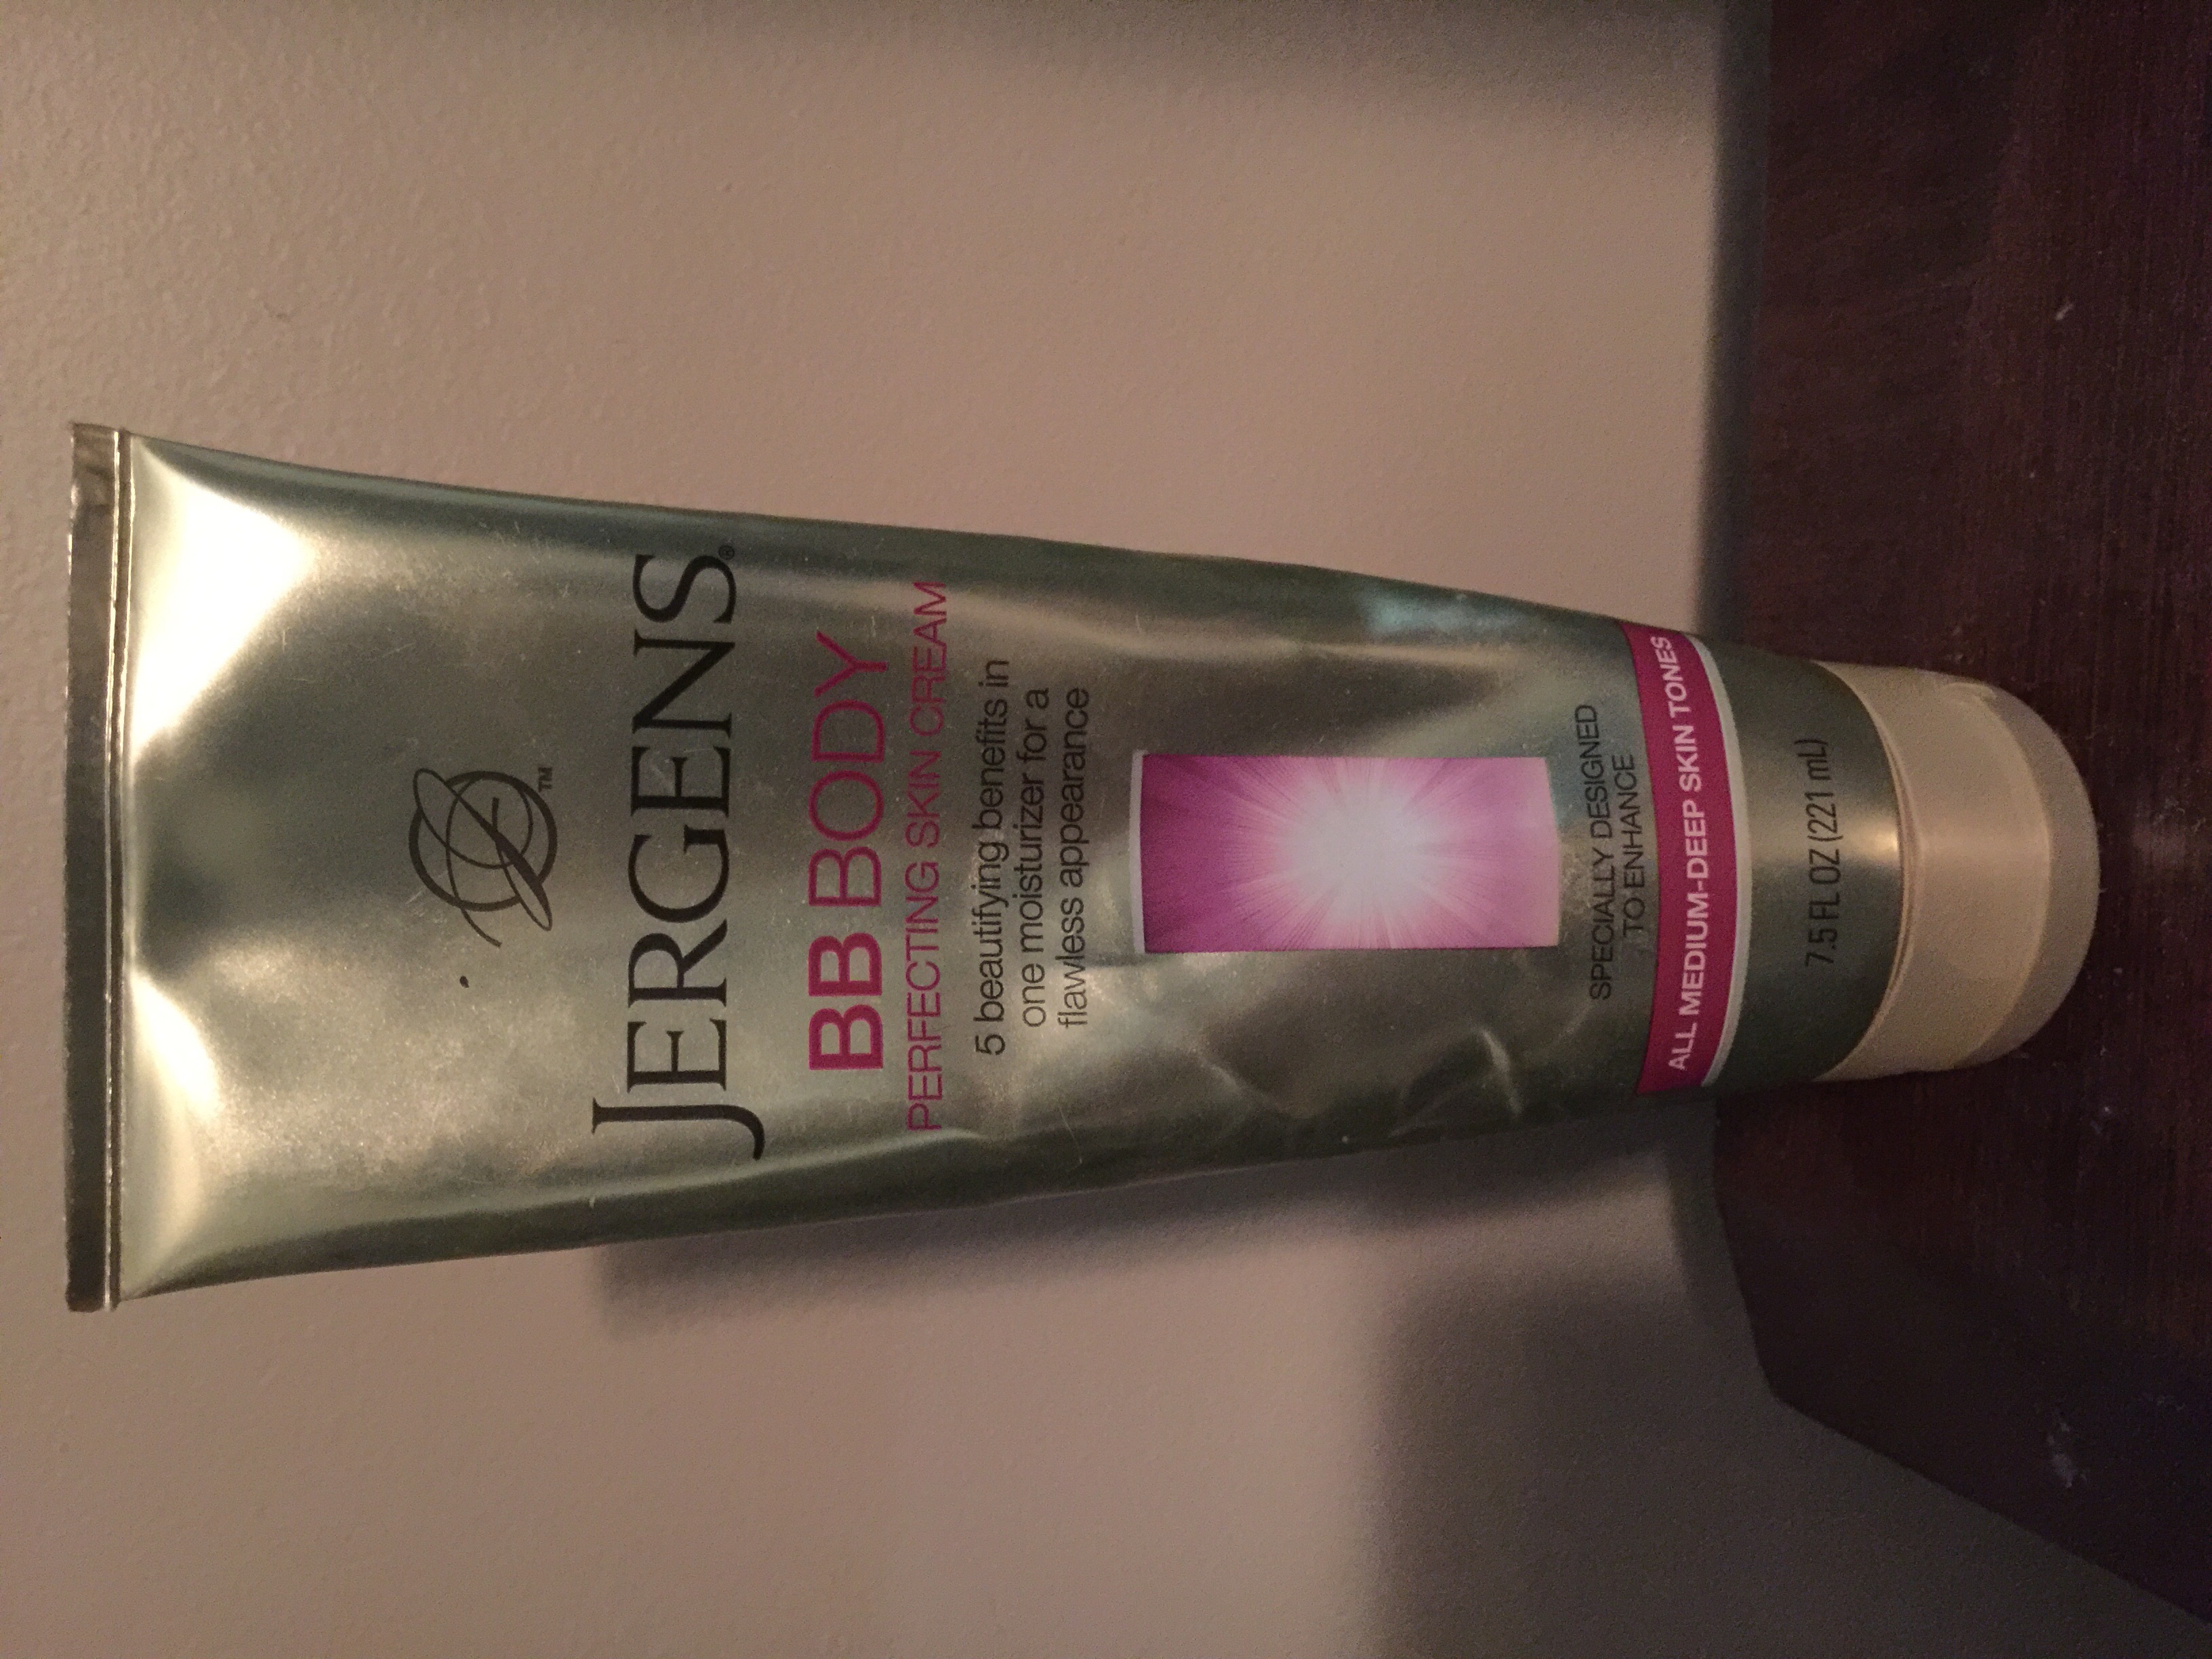 ™
JERGENS®
BB BODY
PERFECTING SKIN CREAM
5 beautifying benefits in
one moisturizer for a
flawless appearance
SPECIALLY DESIGNED
TO ENHANCE
ALL MEDIUM-DEEP SKIN TONES
7.5 FL OZ (221 mL)